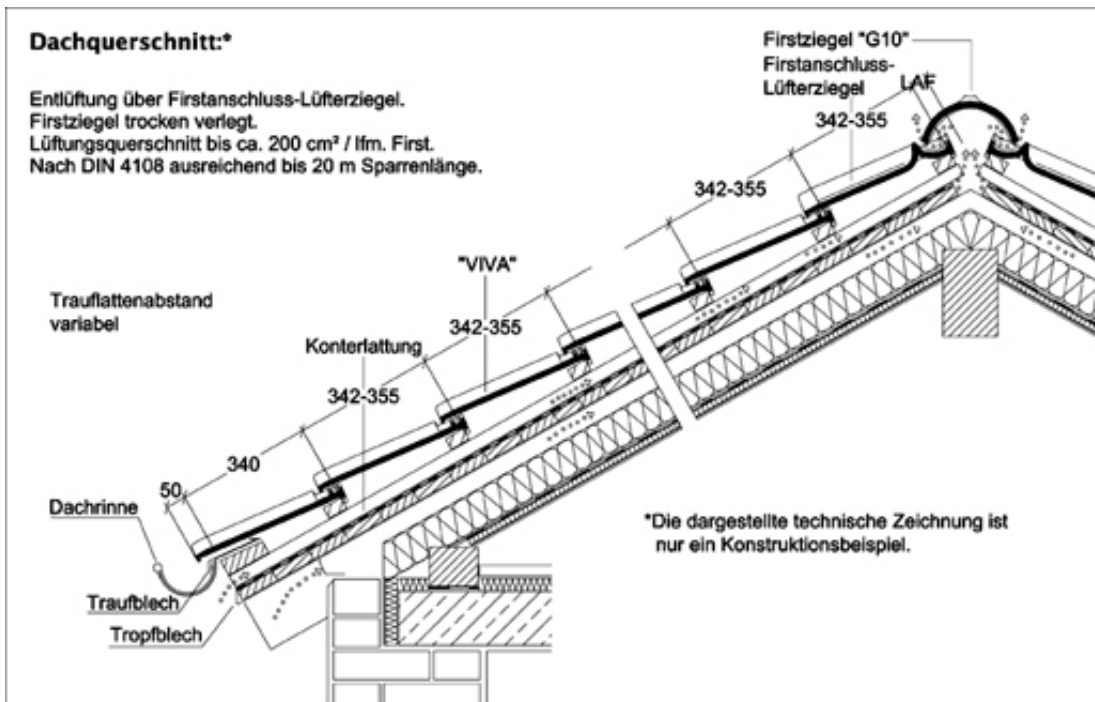 Dachquerschnitt:*
Entlüftung über Firstanschluss-Lüfterziegel.
Firstziegel trocken verlegt.
Lüftungsquerschnitt bis ca. 200 cm² / lfm. First.
Nach DIN 4108 ausreichend bis 20 m Sparrenlänge.
Firstziegel "G10"
Firstanschluss-
Lüfterziegel
LAF
342-355
342-355
"VIVA"
Trauflattenabstand
variabel
342-355
Konterlattung
342-355
340
50
Dachrinne
Traufblech
Tropfblech
*Die dargestellte technische Zeichnung ist
nur ein Konstruktionsbeispiel.